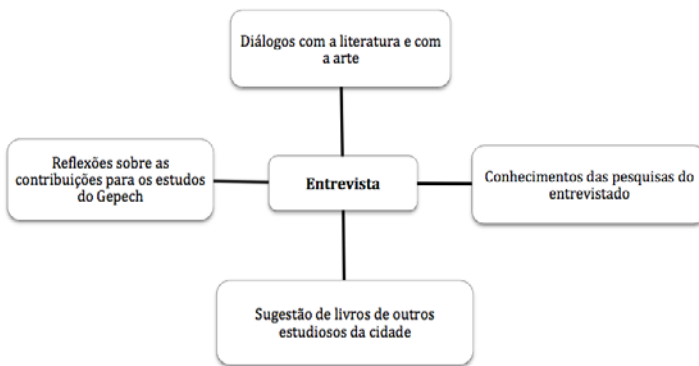 Diálogos com a literatura e com
a arte
Reflexões sobre as
contribuições para os estudos
do Gepech
Entrevista
Conhecimentos das pesquisas do
entrevistado
Sugestão de livros de outros
estudiosos da cidade